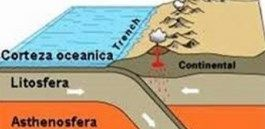 Trench
Corteza oceanica
Continental
Litosfera
Asthenosfera